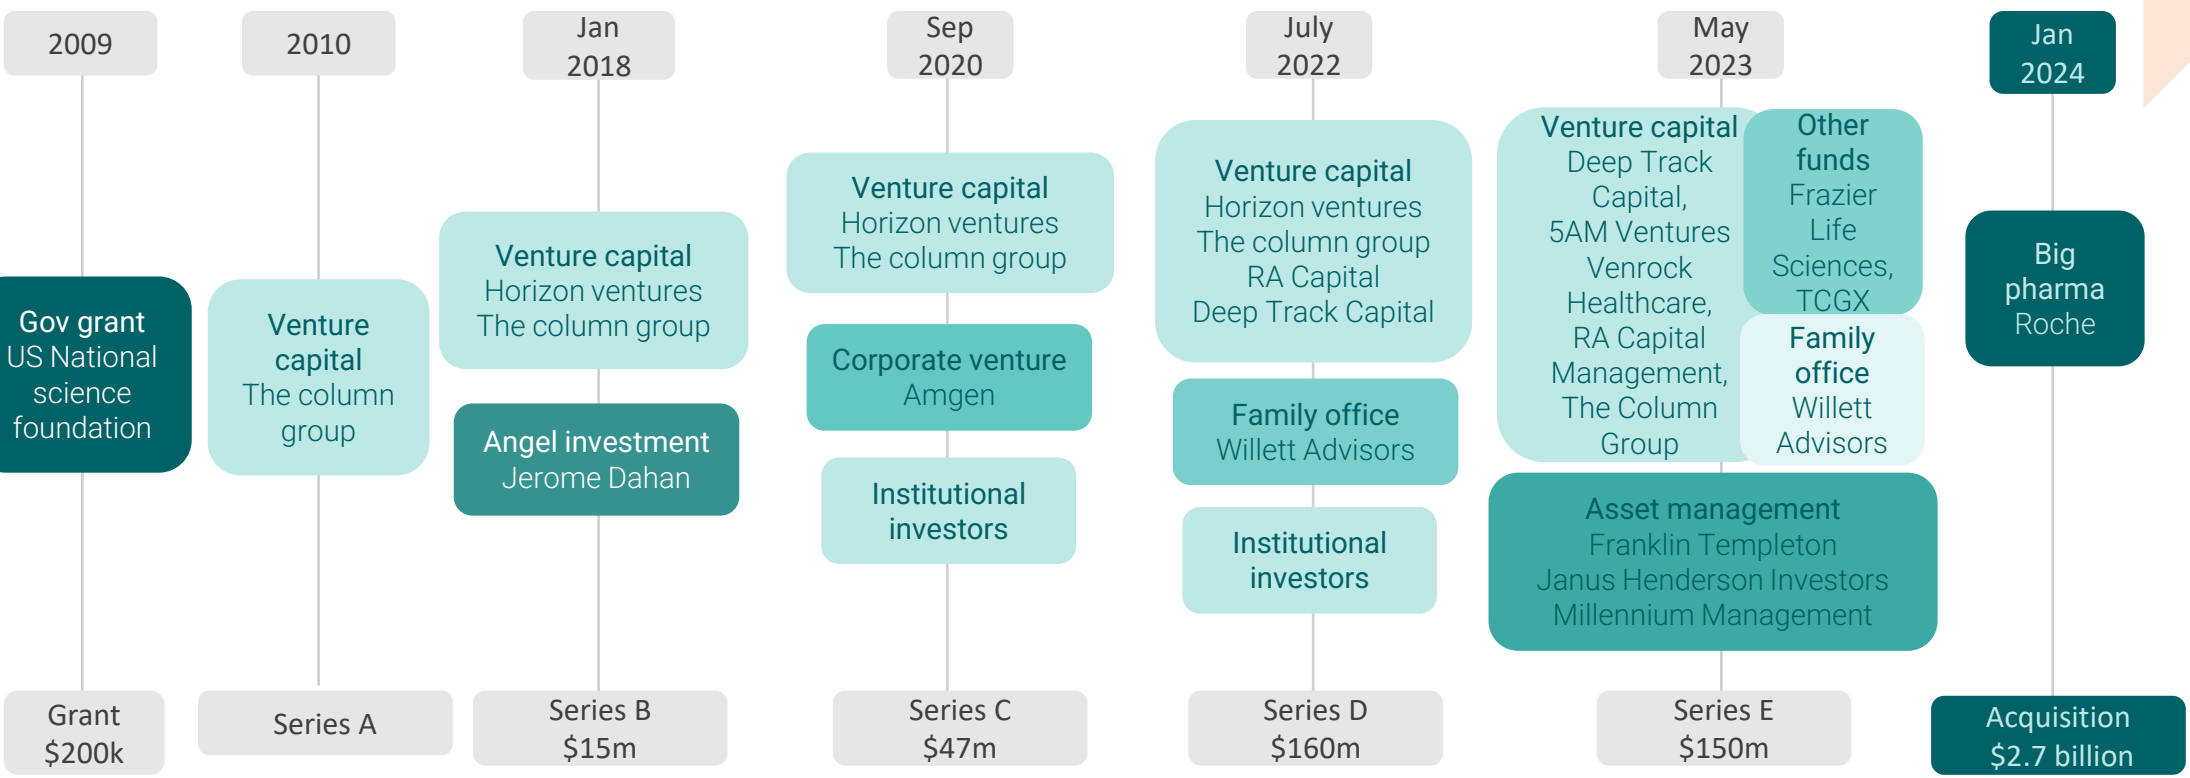 2009
Gov grant
US National
science
foundation
Grant
$200k
2010
Venture
capital
The column
group
Series A
Jan
2018
Venture capital
Horizon ventures
The column group
Angel investment
Jerome Dahan
Series B
$15m
Sep
2020
Venture capital
Horizon ventures
The column group
Corporate venture
Amgen
Institutional
investors
Series C
$47m
July
2022
Venture capital
Horizon ventures
The column group
RA Capital
Deep Track Capital
Family office
Willett Advisors
Institutional
investors
Series D
$160m
May
2023
Venture capital
Deep Track
Capital,
5AM Ventures
Venrock
Healthcare,
RA Capital
Management,
The Column
Group
Other
funds
Frazier
Life
Sciences,
TCGX
Family
office
Willett
Advisors
Asset management
Franklin Templeton
Janus Henderson Investors
Millennium Management
Series E
$150m
Jan
2024
Big
pharma
Roche
Acquisition
$2.7 billion